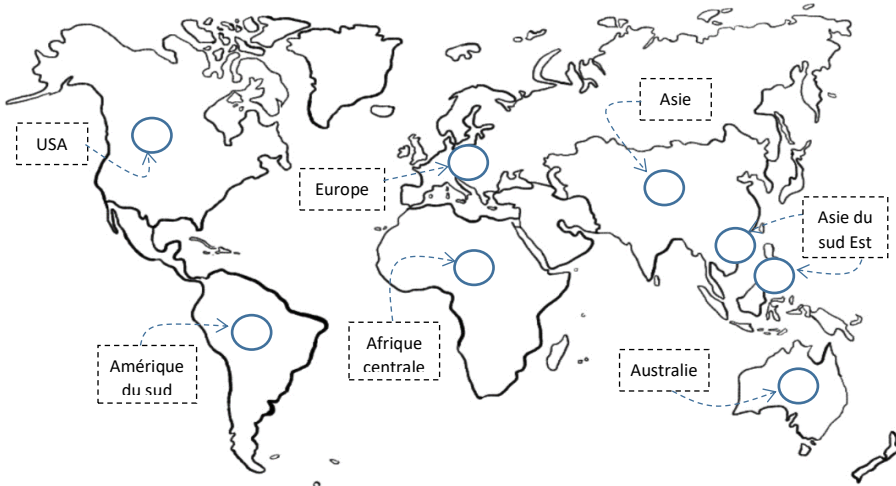 USA
Europe
Asie
Asie du
sud Est
Amérique
du sud
Afrique
centrale
Australie